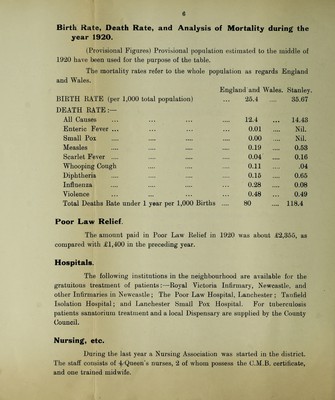 6
Birth Rate, Death Rate, and Analysis of Mortality during the
year 1920.
(Provisional Figures) Provisional population estimated to the middle of
1920 have been used for the purpose of the table.
The mortality rates refer to the whole population as regards England
and Wales.
England and Wales. Stanley.
BIRTH RATE (per 1,000 total population) ... 25.4 ... 35.67
DEATH RATE:—
All Causes ... ... ... .... 12.4 .... 14.43
Enteric Fever ... ... ... ... .... 0.01 .... Nil.
Small Pox .... .... .... .... 0.00 .... Nil.
Measles .... .... .... .... 0.19 .... 0.53
Scarlet Fever .... .... .... .... 0.04 .... 0.16
Whooping Cough .... .... .... 0.11 .... .04
Diphtheria .... .... .... .... 0.15 .... 0.65
Influenza .... .... .... .... 0.28 .... 0.08
Violence ... ... ... ... 0.48 ... 0.49
Total Deaths Rate under 1 year per 1,000 Births .... 80 .... 118.4
Poor Law Relief.
The amount paid in Poor Law Relief in 1920 was about £2,355, as
compared with £1,400 in the preceding year.
Hospitals.
The following institutions in the neighbourhood are available for the
gratuitous treatment of patients:—Royal Victoria Infirmary, Newcastle, and
other Infirmaries in Newcastle; The Poor Law Hospital, Lanchester; Tanfield
Isolation Hospital; and Lanchester Small Pox Hospital. For tuberculosis
patients sanatorium treatment and a local Dispensary are supplied by the County
Council.
Nursing, etc.
During the last year a Nursing Association was started in the district.
The staff consists of 4 Queen's nurses, 2 of whom possess the C.M.B. certificate,
and one trained midwife.